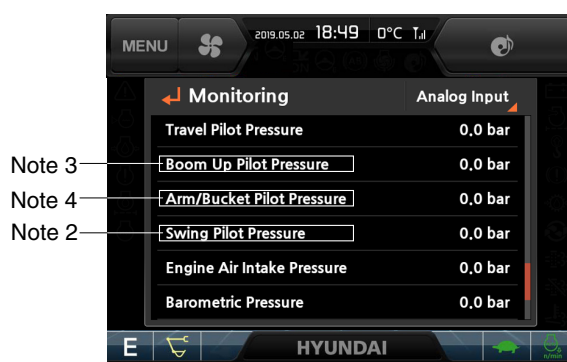 MENU 2019.05.02 18:49 0°C
Monitoring Analog Input
Travel Pilot Pressure 0.0 bar
Note 3 Boom Up Pilot Pressure 0.0 bar
Note 4 Arm/Bucket Pilot Pressure 0.0 bar
Note 2 Swing Pilot Pressure 0.0 bar
Engine Air Intake Pressure 0.0 bar
Barometric Pressure 0.0 bar
E HYUNDAI n/min